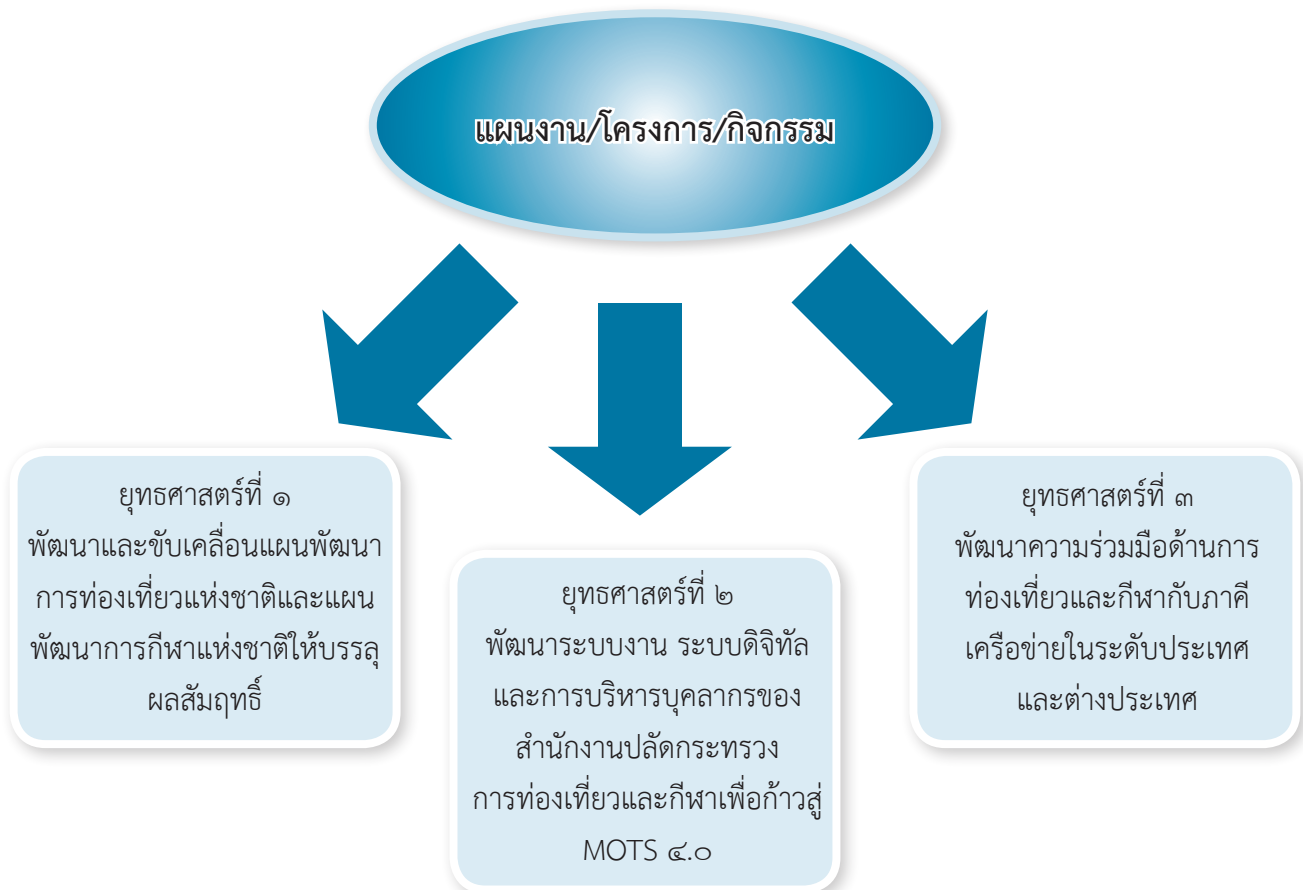 แผนงาน/โครงการ/กิจกรรม
ยุทธศาสตร์ที่ ๑
พัฒนาและขับเคลื่อนแผนพัฒนา
การท่องเที่ยวแห่งชาติและแผน
พัฒนาการกีฬาแห่งชาติให้บรรลุ
ผลสัมฤทธิ์
ยุทธศาสตร์ที่ ๒
พัฒนาระบบงาน ระบบดิจิทัล
และการบริหารบุคลากรของ
สำนักงานปลัดกระทรวง
การท่องเที่ยวและกีฬาเพื่อก้าวสู่
MOTS ๔.๐
ยุทธศาสตร์ที่ ๓
พัฒนาความร่วมมือด้านการ
ท่องเที่ยวและกีฬากับภาคี
เครือข่ายในระดับประเทศ
และต่างประเทศ